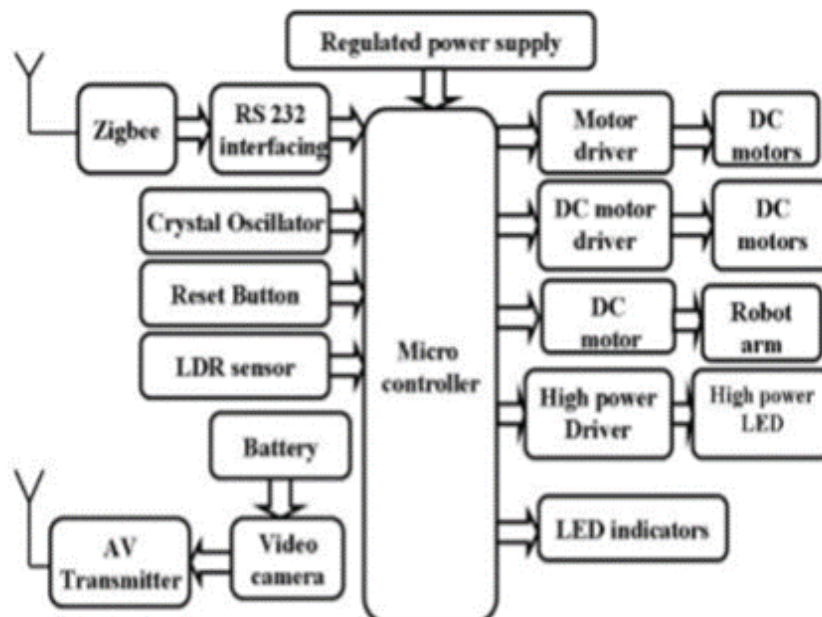 Regulated power supply
Zigbee
RS 232
interfacing
Motor
driver
DC
motors
Crystal Oscillator
DC motor
driver
DC
motors
Reset Button
DC
motor
Robot
arm
LDR sensor
Micro
controller
High power
Driver
High power
LED
Battery
LED indicators
AV
Transmitter
Video
camera